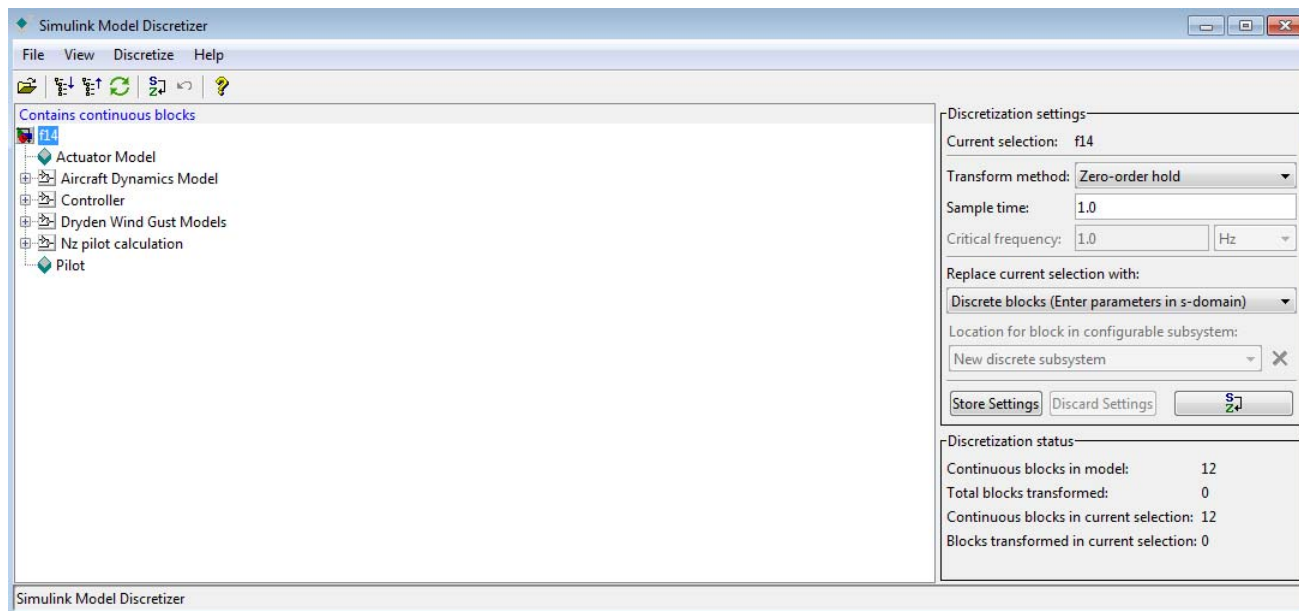 Simulink Model Discretizer
File View Discretize Help
Contains continuous blocks
f14
Actuator Model
Aircraft Dynamics Model
Controller
Dryden Wind Gust Models
Nz pilot calculation
Pilot
Discretization settings
Current selection: f14
Transform method: Zero-order hold
Sample time: 1.0
Critical frequency: 1.0 Hz
Replace current selection with:
Discrete blocks (Enter parameters in s-domain)
Location for block in configurable subsystem:
New discrete subsystem
Store Settings Discard Settings
Discretization status
Continuous blocks in model: 12
Total blocks transformed: 0
Continuous blocks in current selection: 12
Blocks transformed in current selection: 0
Simulink Model Discretizer